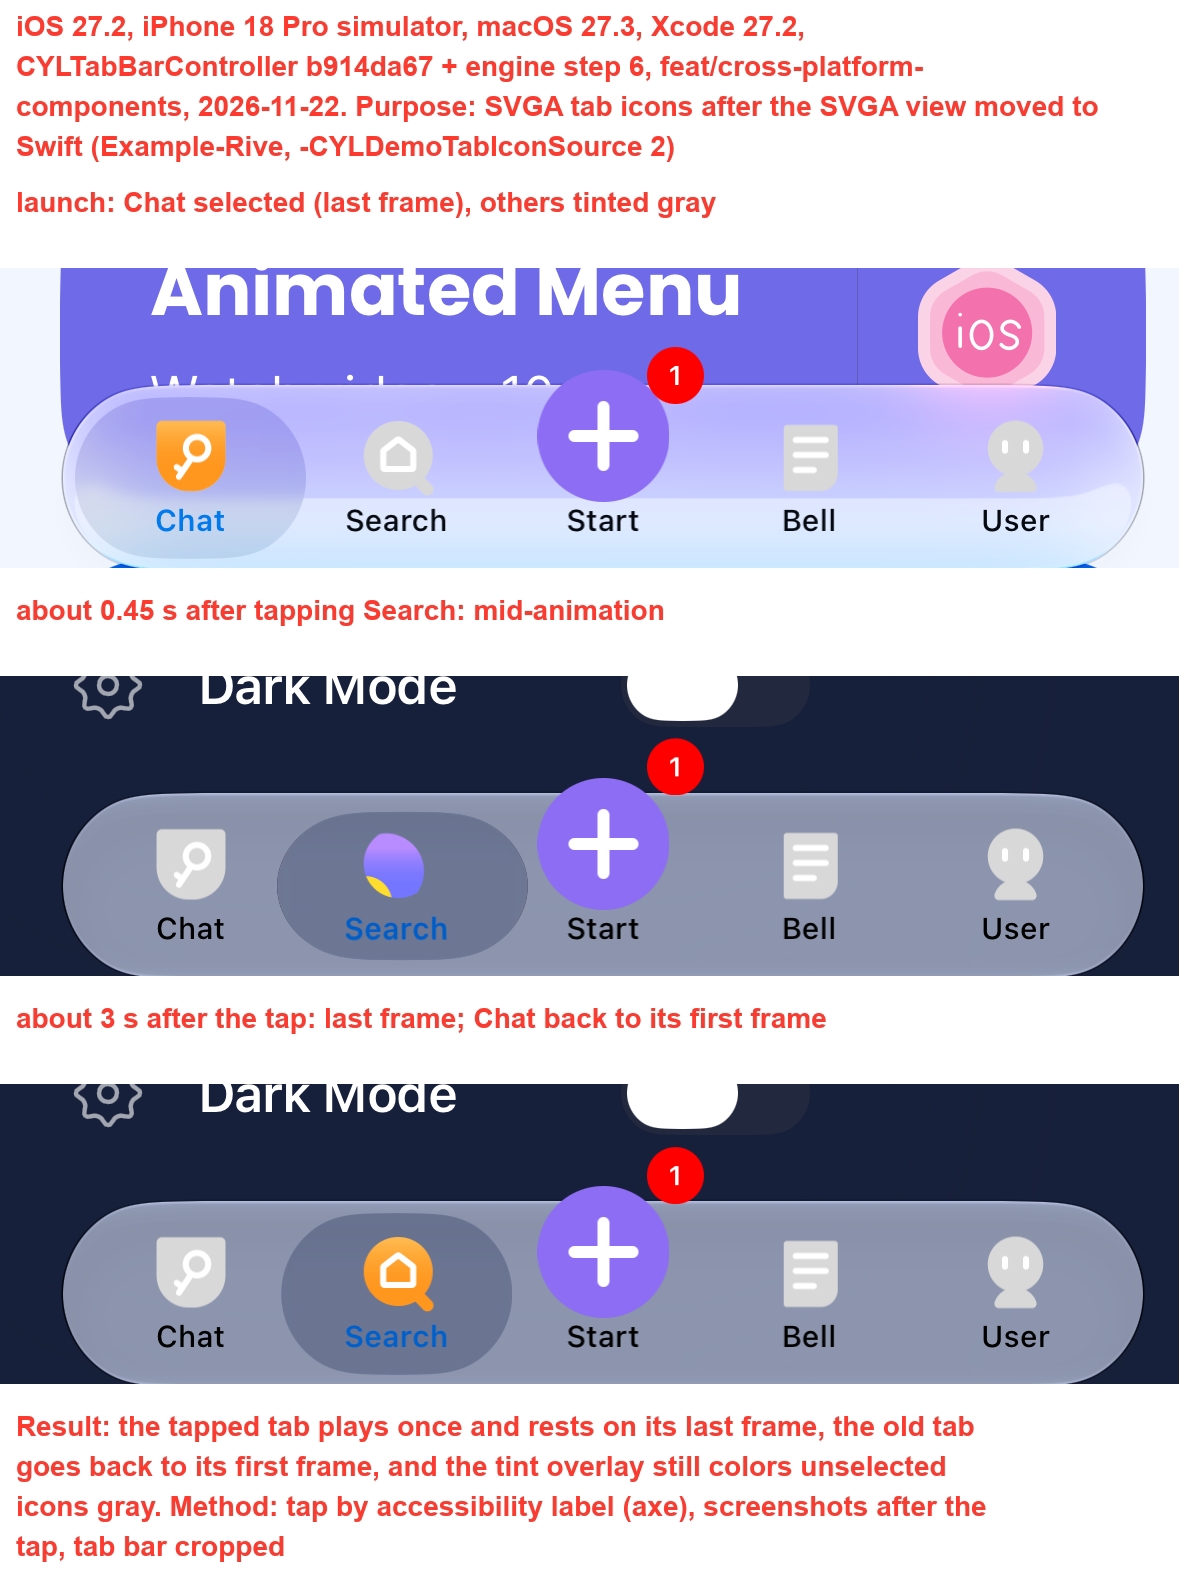 iOS 27.2, iPhone 18 Pro simulator, macOS 27.3, Xcode 27.2,
CYLTabBarController b914da67 + engine step 6, feat/cross-platform-
components, 2026-11-22. Purpose: SVGA tab icons after the SVGA view moved to
Swift (Example-Rive, -CYLDemoTabIconSource 2)
launch: Chat selected (last frame), others tinted gray
Animated Menu
iOS
1
Chat
Search
Start
Bell
User
about 0.45 s after tapping Search: mid-animation
Dark Mode
1
Chat
Search
Start
Bell
User
about 3 s after the tap: last frame; Chat back to its first frame
Dark Mode
1
Chat
Search
Start
Bell
User
Result: the tapped tab plays once and rests on its last frame, the old tab
goes back to its first frame, and the tint overlay still colors unselected
icons gray. Method: tap by accessibility label (axe), screenshots after the
tap, tab bar cropped